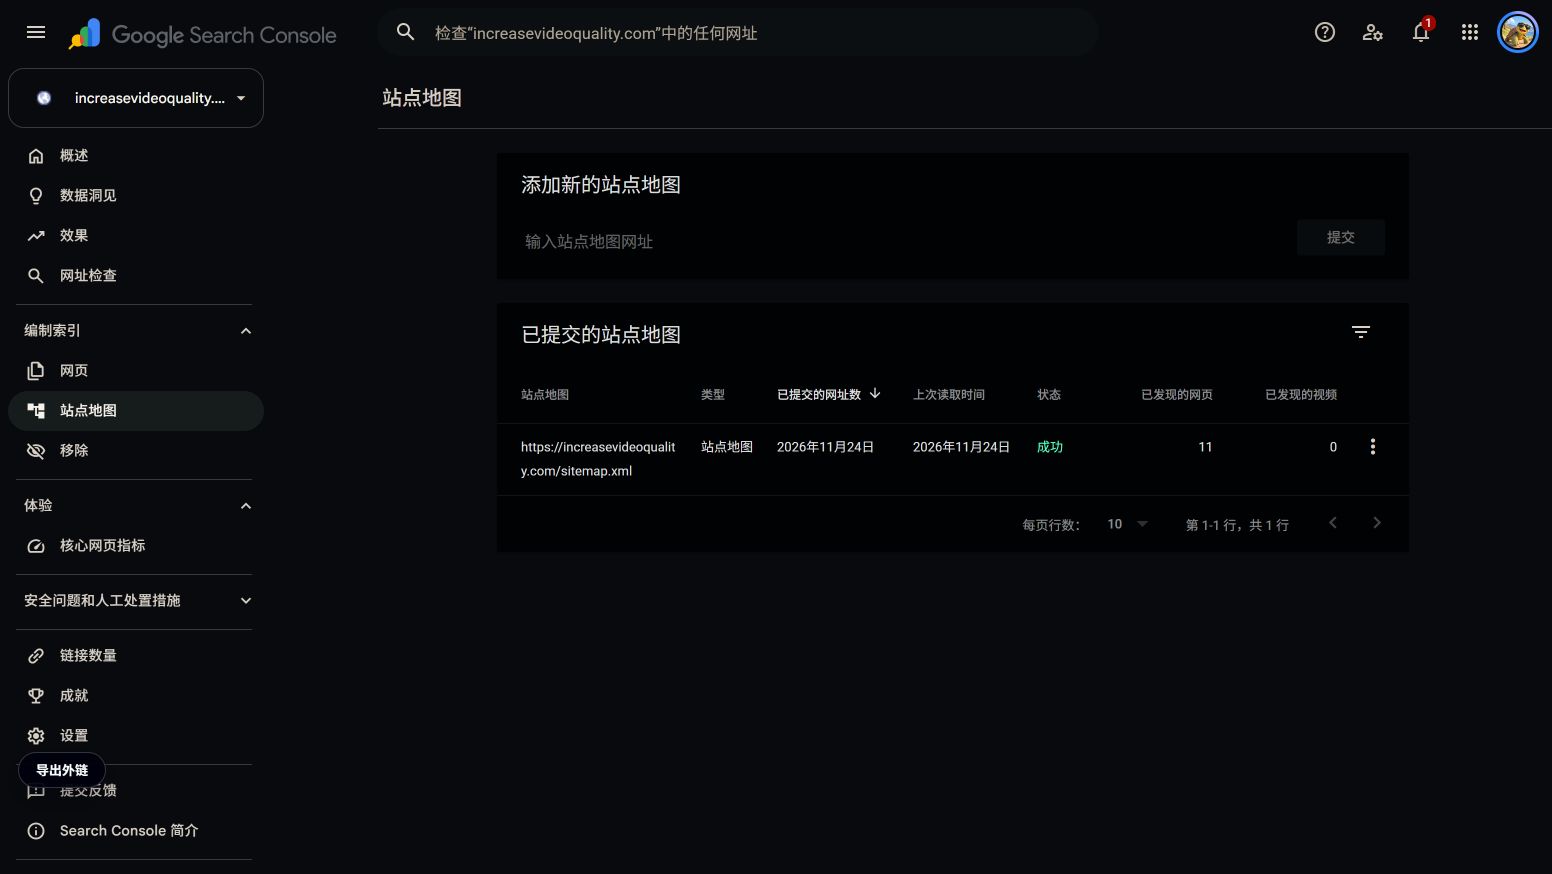 Google Search Console
检查“increasevideoquality.com”中的任何网址
1
increasevideoquality....
概述
数据洞见
效果
网址检查
编制索引
网页
站点地图
移除
体验
核心网页指标
安全问题和人工处置措施
链接数量
成就
设置
导出外链
提交反馈
Search Console 简介
站点地图
添加新的站点地图
输入站点地图网址
提交
已提交的站点地图
站点地图 类型 已提交的网址数 上次读取时间 状态 已发现的网页 已发现的视频
https://increasevideoqualit 站点地图 2026年11月24日 2026年11月24日 成功 11 0
y.com/sitemap.xml
每页行数： 10 第 1-1 行，共 1 行